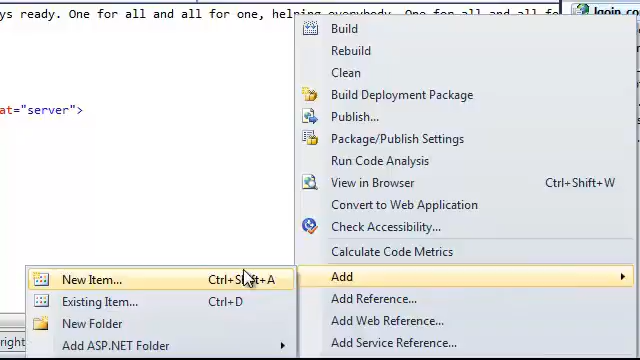 ys ready. One for all and all for one, helping everybody. One for all and all f
Build
Rebuild
Clean
at="server">
Build Deployment Package
Publish...
Package/Publish Settings
Run Code Analysis
View in Browser Ctrl+Shift+W
Convert to Web Application
Check Accessibility...
Calculate Code Metrics
Add
New Item... Ctrl+Shift+A
Add Reference...
Existing Item... Ctrl+D
Add Web Reference...
New Folder
Add Service Reference...
Add ASP.NET Folder
right